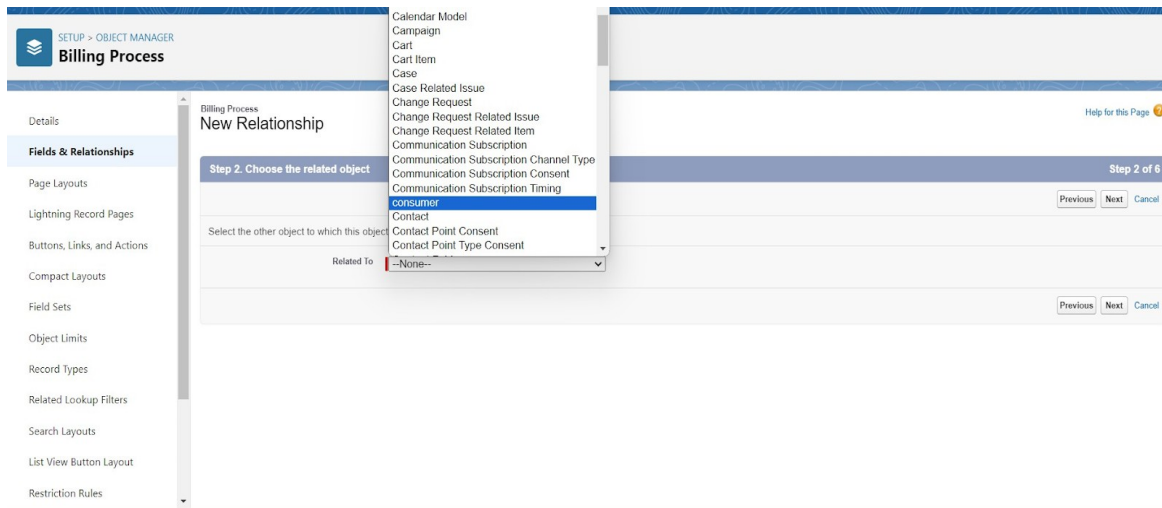 SETUP > OBJECT MANAGER
Billing Process
Details
Fields & Relationships
Page Layouts
Lightning Record Pages
Buttons, Links, and Actions
Compact Layouts
Field Sets
Object Limits
Record Types
Related Lookup Filters
Search Layouts
List View Button Layout
Restriction Rules
Billing Process
New Relationship
Help for this Page
Step 2. Choose the related object
Step 2 of 6
Previous Next Cancel
Select the other object to which this object
Related To
--None--
Calendar Model
Campaign
Cart
Cart Item
Case
Case Related Issue
Change Request
Change Request Related Issue
Change Request Related Item
Communication Subscription
Communication Subscription Channel Type
Communication Subscription Consent
Communication Subscription Timing
consumer
Contact
Contact Point Consent
Contact Point Type Consent
Previous Next Cancel